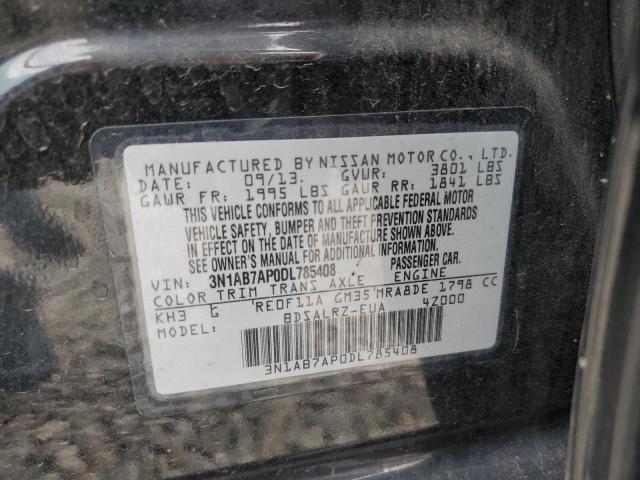 MANUFACTURED BY NISSAN MOTOR CO., LTD.
DATE: 09/13. GVWR: 3801 LBS
GAWR FR: 1995 LBS GAWR RR: 1841 LBS
THIS VEHICLE CONFORMS TO ALL APPLICABLE FEDERAL MOTOR
VEHICLE SAFETY, BUMPER AND THEFT PREVENTION STANDARDS
IN EFFECT ON THE DATE OF MANUFACTURE SHOWN ABOVE.
SEE OWNER'S MANUAL FOR ADDITIONAL INFORMATION.
VIN: 3N1AB7AP0DL785408 PASSENGER CAR.
COLOR TRIM TRANS AXLE ENGINE
KH3 G RE0F11A GM35 MRA8DE 1798 CC
MODEL: BDSALRZ-EUA 4Z000
3N1AB7AP0DL785408